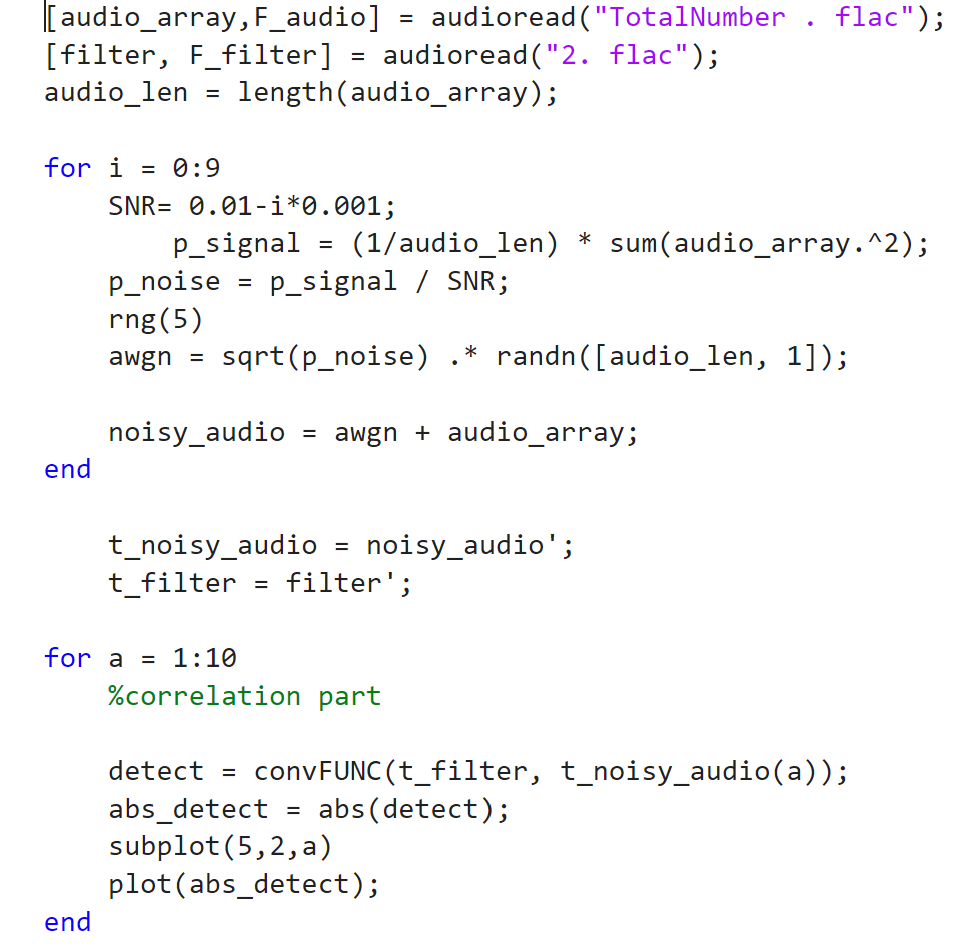 [audio_array,F_audio] = audioread("TotalNumber . flac");
[filter, F_filter] = audioread("2. flac");
audio_len = length(audio_array);
for i = 0:9
SNR= 0.01-i*0.001;
p_signal = (1/audio_len) * sum(audio_array.^2);
p_noise = p_signal / SNR;
rng(5)
awgn = sqrt(p_noise) .* randn([audio_len, 1]);
noisy_audio = awgn + audio_array;
end
t_noisy_audio = noisy_audio';
t_filter = filter';
for a = 1:10
%correlation part
detect = convFUNC(t_filter, t_noisy_audio(a));
abs_detect = abs(detect);
subplot(5,2,a)
plot(abs_detect);
end